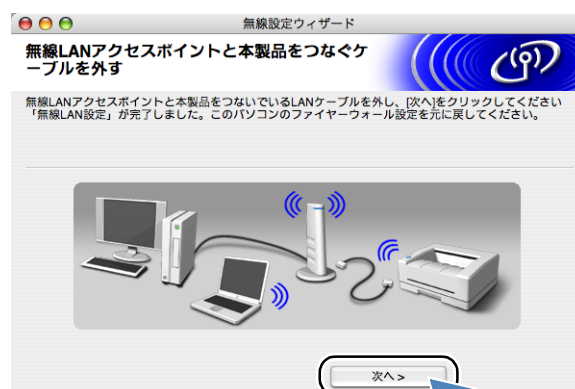 無線設定ウィザード
無線LANアクセスポイントと本製品をつなぐケ
ーブルを外す
無線LANアクセスポイントと本製品をつないでいるLANケーブルを外し、[次へ]をクリックしてください
「無線LAN設定」が完了しました。このパソコンのファイヤーウォール設定を元に戻してください。
次へ >